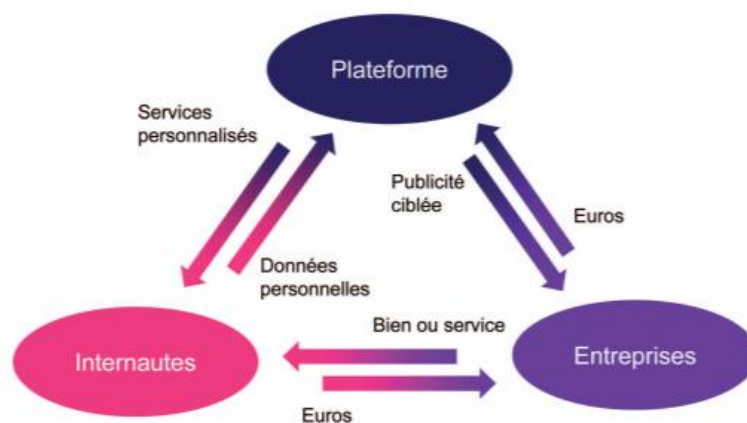 Plateforme
Services
personnalisés
Publicité
ciblée
Euros
Données
personnelles
Bien ou service
Internautes
Entreprises
Euros